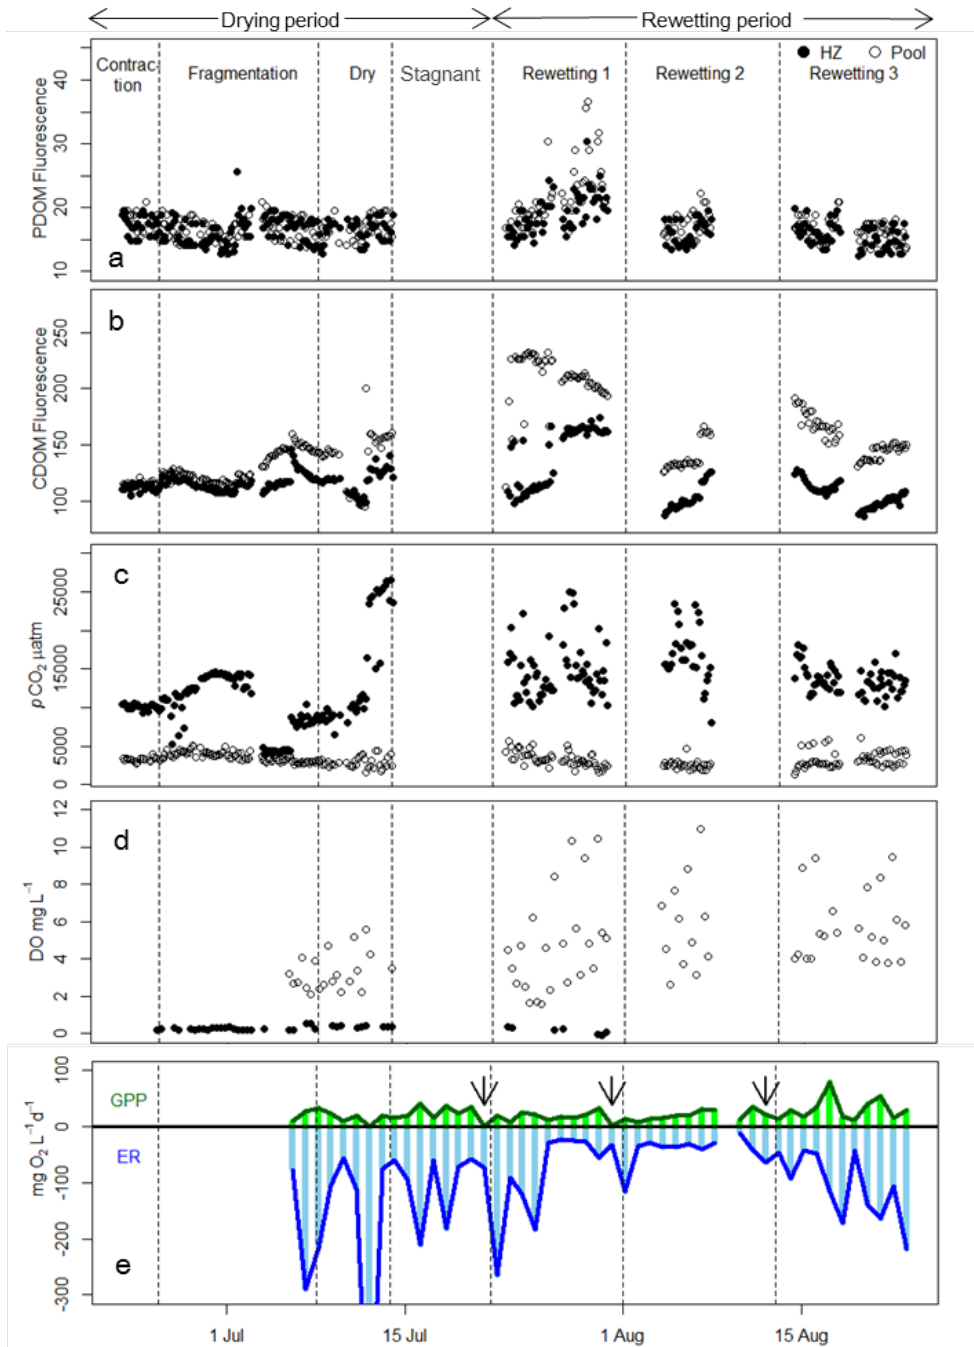 Drying period Rewetting period
Contrac-
tion
Fragmentation Dry Stagnant Rewetting 1 Rewetting 2 Rewetting 3
HZ Pool
PDOM Fluorescence
40
30
20
10
a
CDOM Fluorescence
250
200
150
100
b
pCO₂ µatm
25000
15000
5000
0
c
DO mg L⁻¹
12
10
8
6
4
2
0
d
mg O₂ L⁻¹d⁻¹
100
0
-100
-200
-300
GPP
ER
e
1 Jul 15 Jul 1 Aug 15 Aug